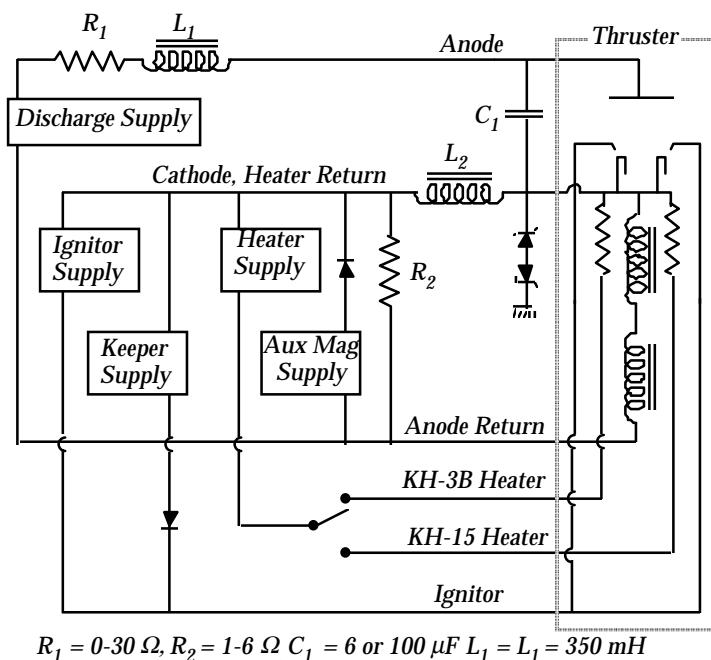 R1
L1
Anode
Thruster
Discharge Supply
C1
L2
Cathode, Heater Return
Ignitor
Supply
Heater
Supply
R2
Keeper
Supply
Aux Mag
Supply
Anode Return
KH-3B Heater
KH-15 Heater
Ignitor
R1 = 0-30 Ω, R2 = 1-6 Ω C1 = 6 or 100 μF L1 = L1 = 350 mH